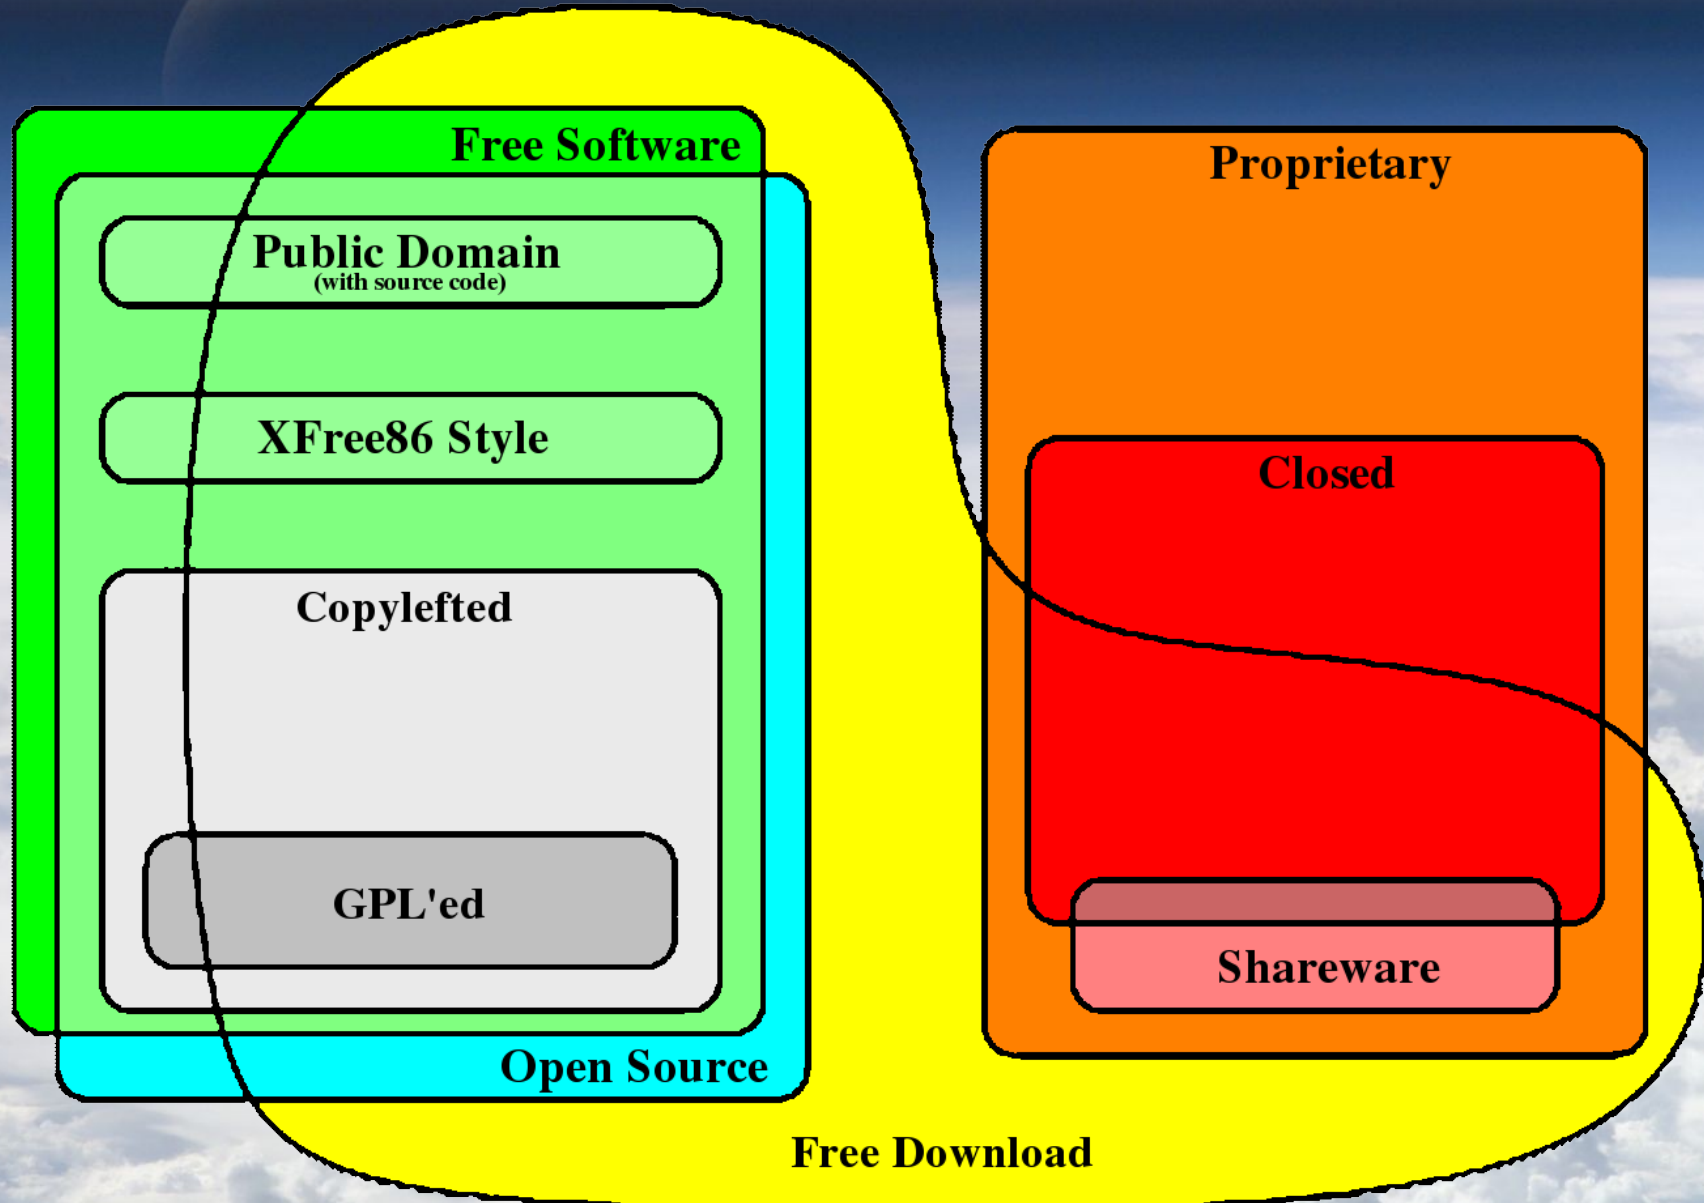 Free Software
Public Domain
(with source code)
XFree86 Style
Copylefted
GPL'ed
Open Source
Proprietary
Closed
Shareware
Free Download